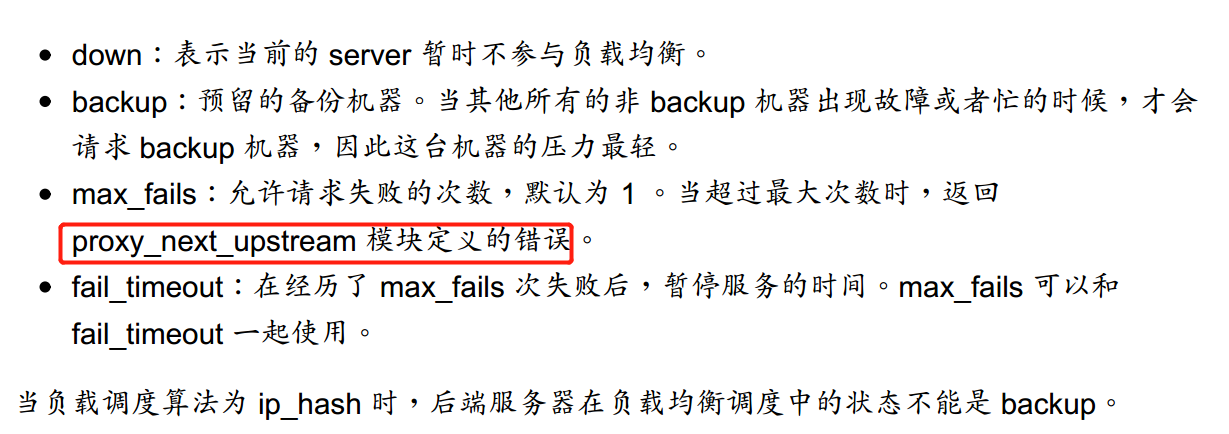 • down：表示当前的 server 暂时不参与负载均衡。
• backup：预留的备份机器。当其他所有的非 backup 机器出现故障或者忙的时候，才会
请求 backup 机器，因此这台机器的压力最轻。
• max_fails：允许请求失败的次数，默认为 1 。当超过最大次数时，返回
proxy_next_upstream 模块定义的错误。
• fail_timeout：在经历了 max_fails 次失败后，暂停服务的时间。max_fails 可以和
fail_timeout 一起使用。
当负载调度算法为 ip_hash 时，后端服务器在负载均衡调度中的状态不能是 backup。